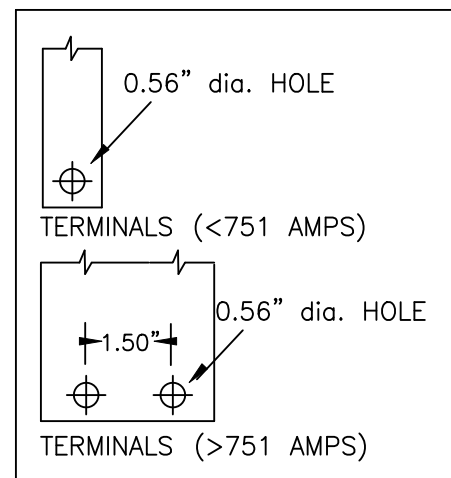 0.56” dia. HOLE
TERMINALS (<751 AMPS)
0.56” dia. HOLE
1.50”
TERMINALS (>751 AMPS)